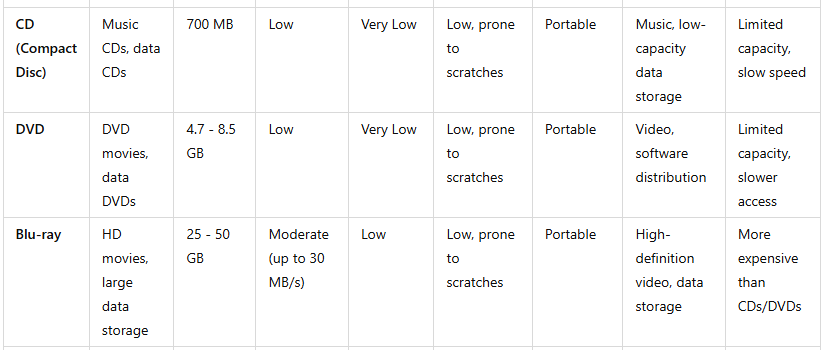 CD (Compact Disc)
Music CDs, data CDs
700 MB
Low
Very Low
Low, prone to scratches
Portable
Music, low-capacity data storage
Limited capacity, slow speed
DVD
DVD movies, data DVDs
4.7 - 8.5 GB
Low
Very Low
Low, prone to scratches
Portable
Video, software distribution
Limited capacity, slower access
Blu-ray
HD movies, large data storage
25 - 50 GB
Moderate (up to 30 MB/s)
Low
Low, prone to scratches
Portable
High-definition video, data storage
More expensive than CDs/DVDs